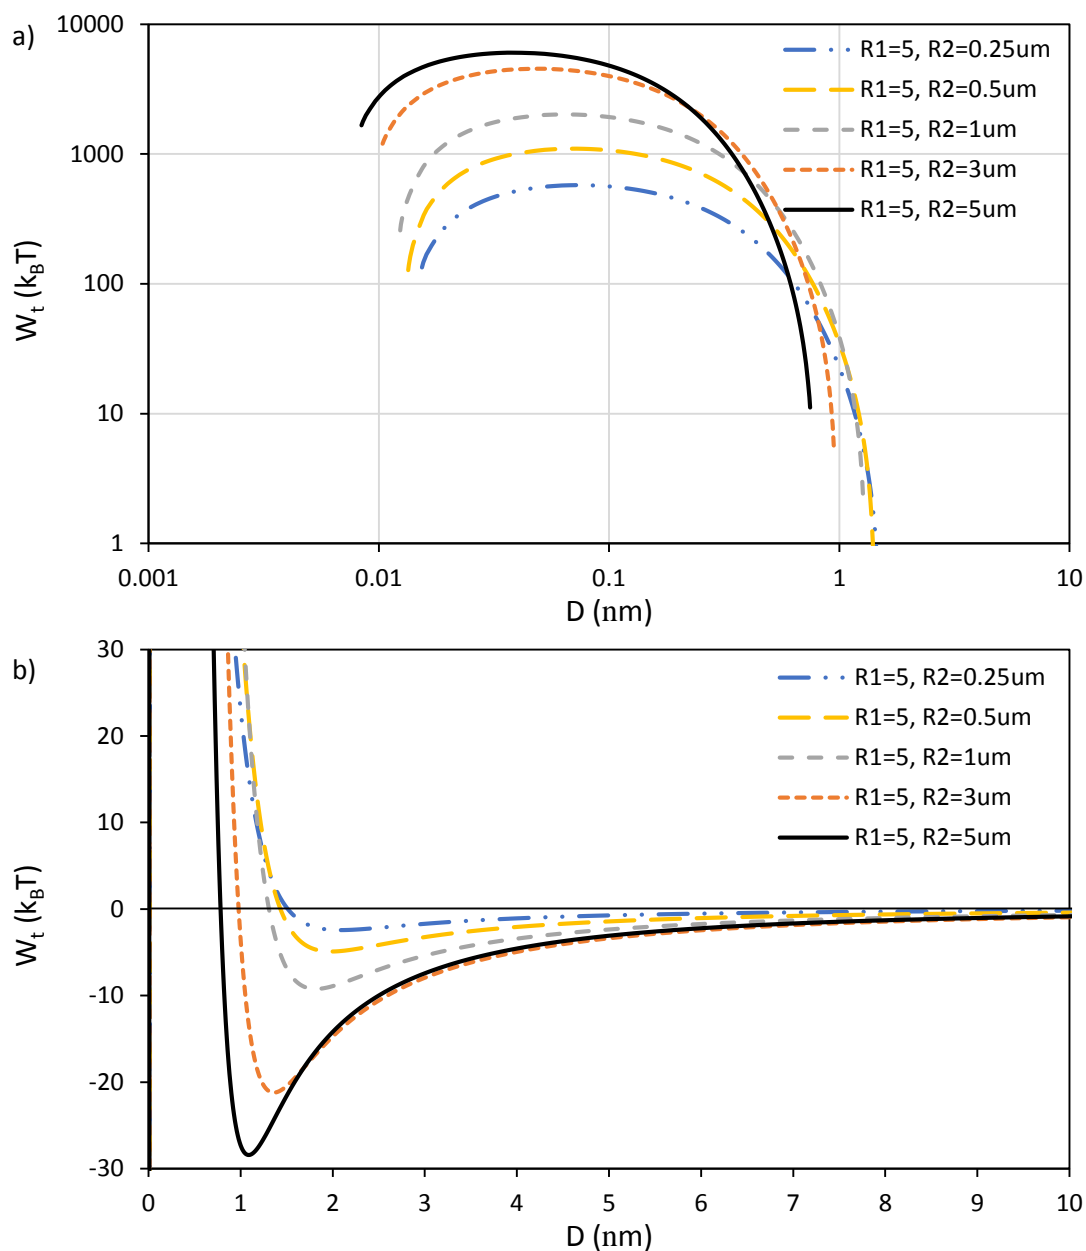 a)
10000
1000
100
10
1
W_t (k_BT)
R1=5, R2=0.25um
R1=5, R2=0.5um
R1=5, R2=1um
R1=5, R2=3um
R1=5, R2=5um
0.001 0.01 0.1 1 10
D (nm)
b)
30
20
10
0
-10
-20
-30
W_t (k_BT)
R1=5, R2=0.25um
R1=5, R2=0.5um
R1=5, R2=1um
R1=5, R2=3um
R1=5, R2=5um
0 1 2 3 4 5 6 7 8 9 10
D (nm)